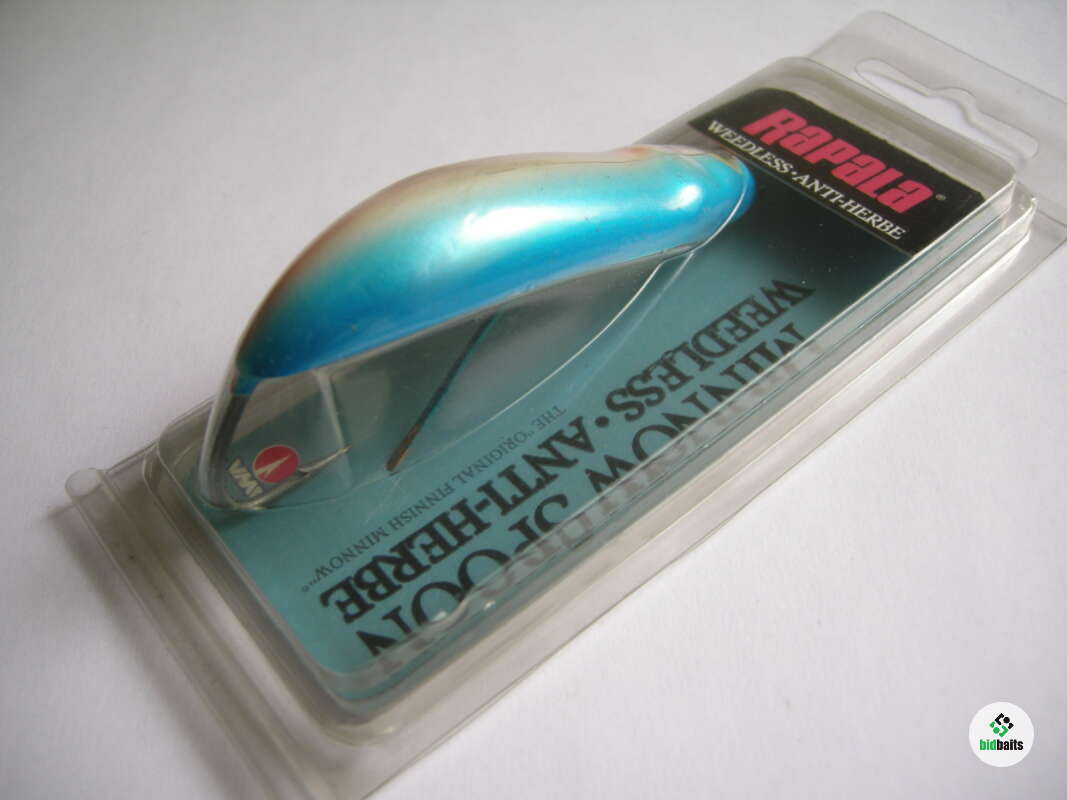 Rapala®
WEEDLESS • ANTI-HERBE
MINNOW SPOON
WEEDLESS • ANTI-HERBE
THE "ORIGINAL FINNISH MINNOW"®
VMC
bidbaits